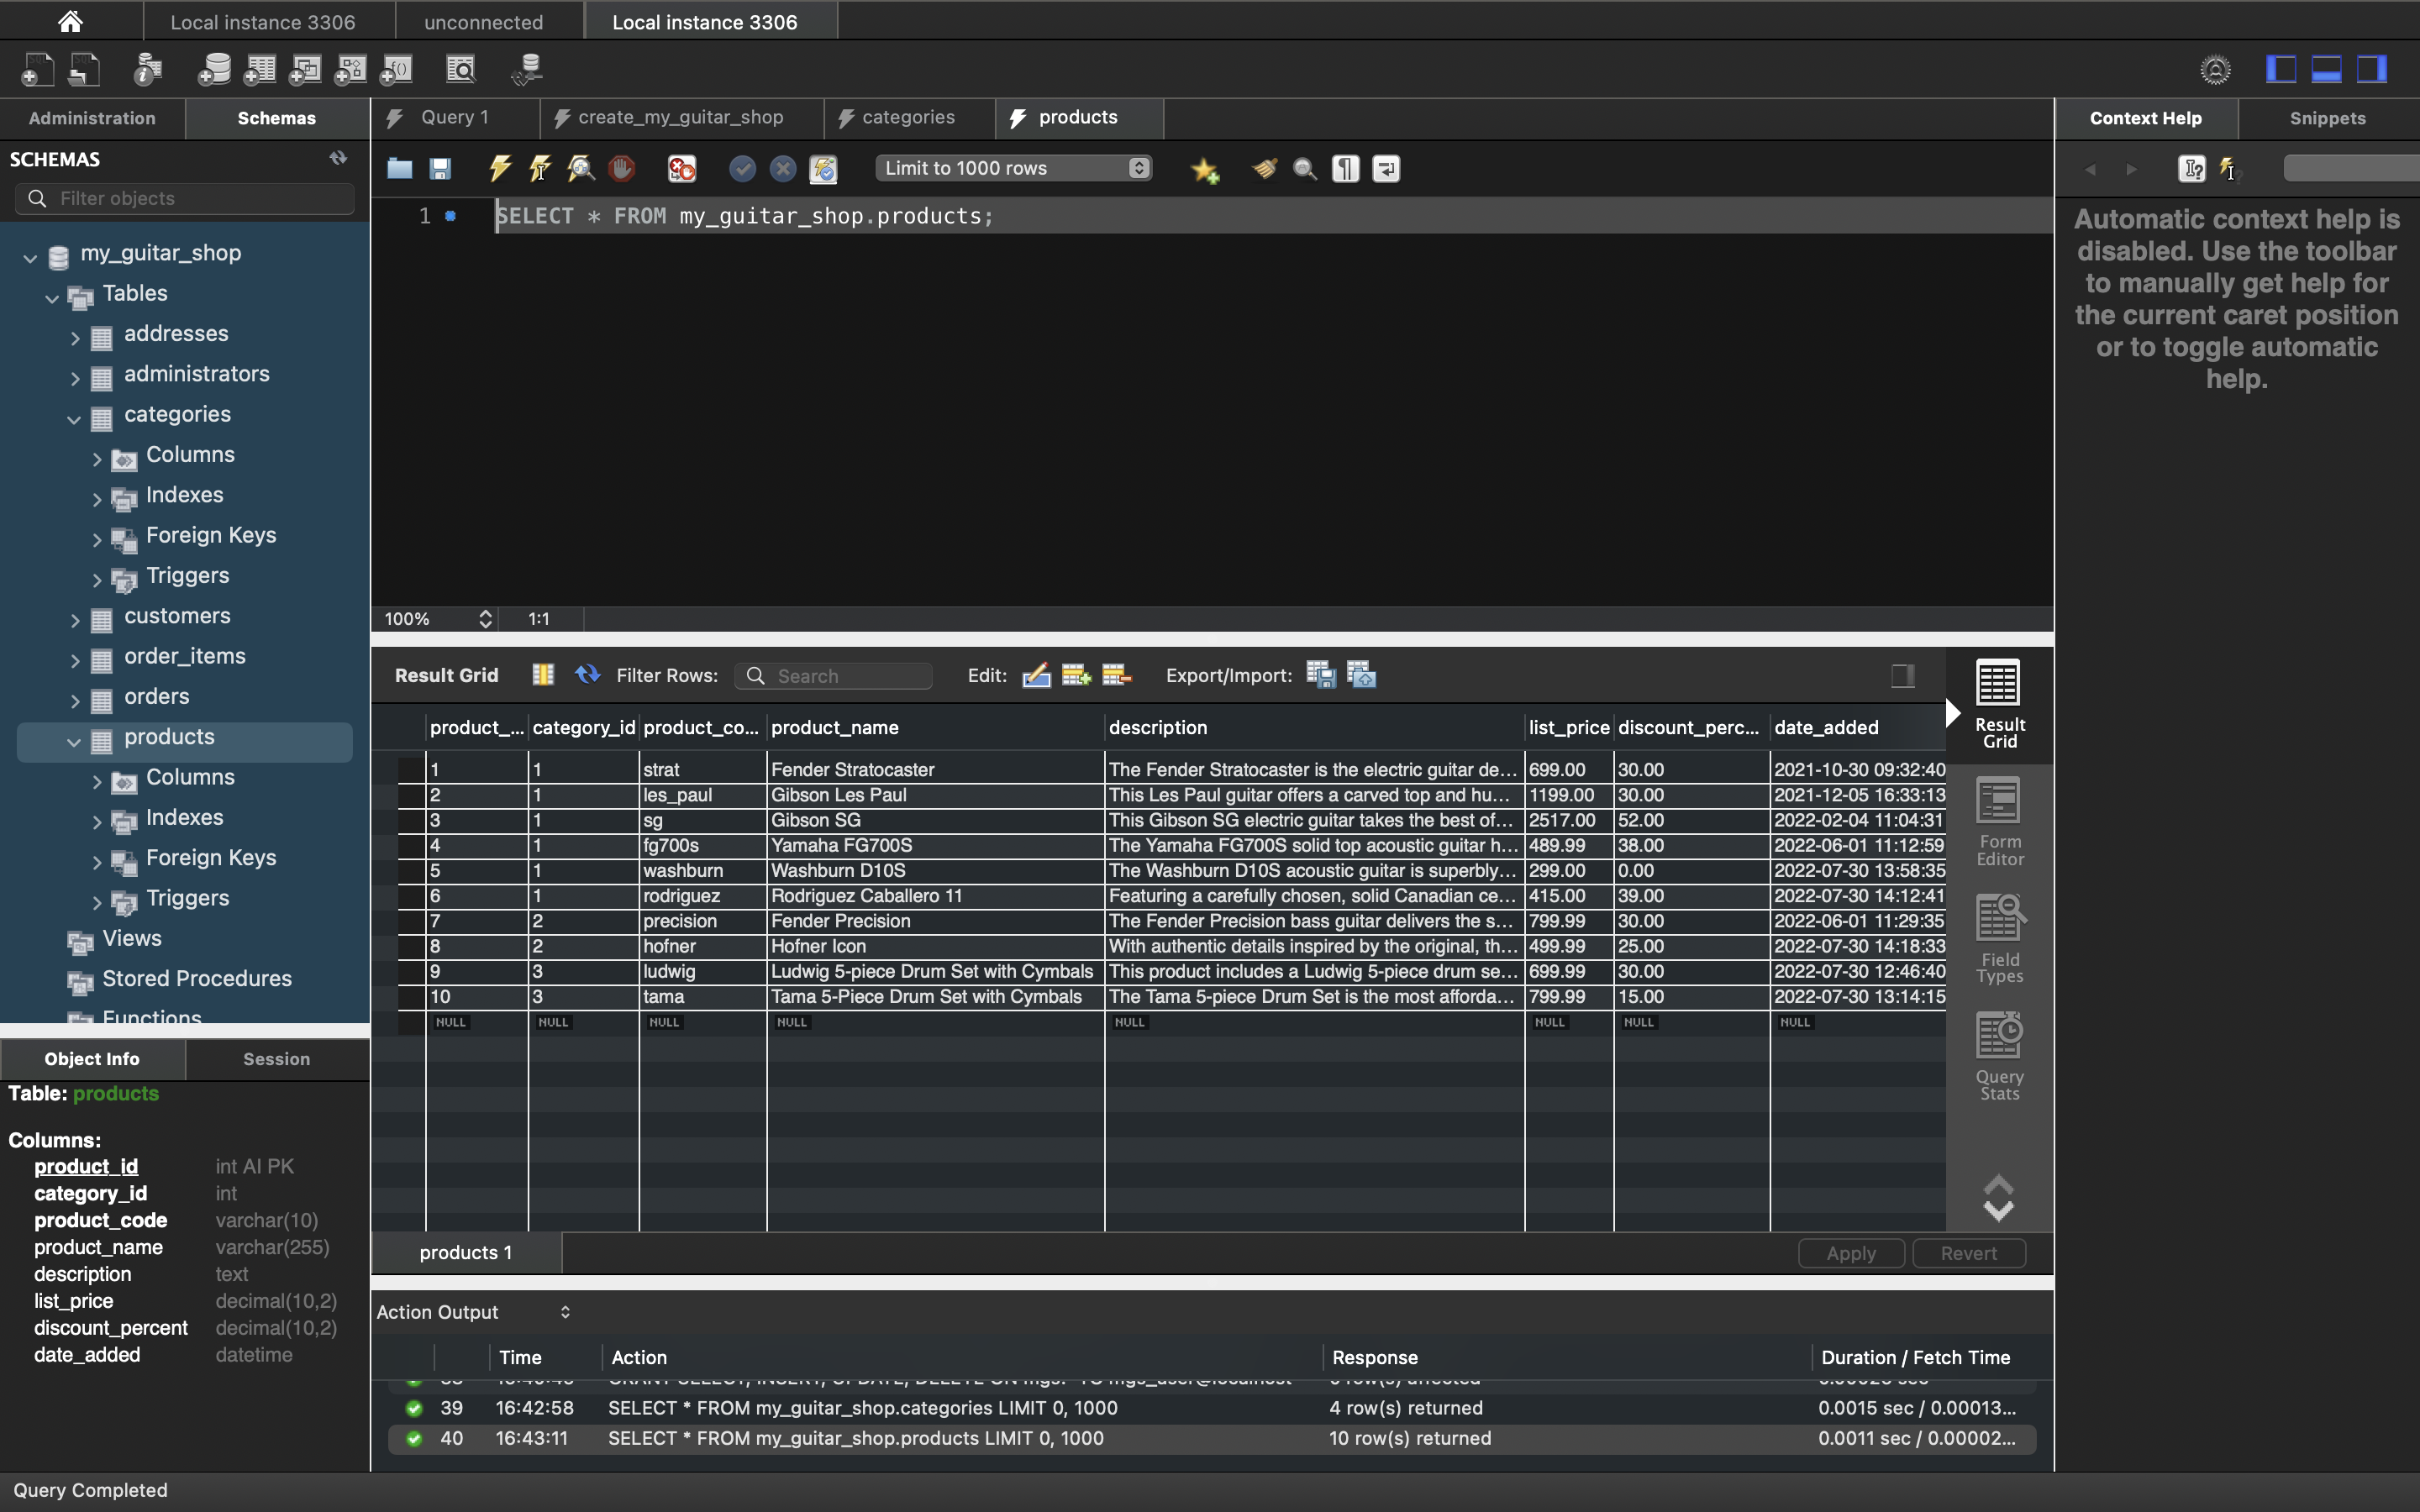 Local instance 3306
unconnected
Local instance 3306
Administration
Schemas
Query 1
create_my_guitar_shop
categories
products
Context Help
Snippets
SCHEMAS
Limit to 1000 rows
Filter objects
1
SELECT * FROM my_guitar_shop.products;
Automatic context help is
disabled. Use the toolbar
to manually get help for
the current caret position
or to toggle automatic
help.
my_guitar_shop
Tables
addresses
administrators
categories
Columns
Indexes
Foreign Keys
Triggers
customers
order_items
orders
products
Columns
Indexes
Foreign Keys
Triggers
Views
Stored Procedures
Functions
100%
1:1
Result Grid
Filter Rows:
Search
Edit:
Export/Import:
product_... category_id product_co... product_name description list_price discount_perc... date_added
1 1 strat Fender Stratocaster The Fender Stratocaster is the electric guitar de... 699.00 30.00 2021-10-30 09:32:40
2 1 les_paul Gibson Les Paul This Les Paul guitar offers a carved top and hu... 1199.00 30.00 2021-12-05 16:33:13
3 1 sg Gibson SG This Gibson SG electric guitar takes the best of... 2517.00 52.00 2022-02-04 11:04:31
4 1 fg700s Yamaha FG700S The Yamaha FG700S solid top acoustic guitar h... 489.99 38.00 2022-06-01 11:12:59
5 1 washburn Washburn D10S The Washburn D10S acoustic guitar is superbly... 299.00 0.00 2022-07-30 13:58:35
6 1 rodriguez Rodriguez Caballero 11 Featuring a carefully chosen, solid Canadian ce... 415.00 39.00 2022-07-30 14:12:41
7 2 precision Fender Precision The Fender Precision bass guitar delivers the s... 799.99 30.00 2022-06-01 11:29:35
8 2 hofner Hofner Icon With authentic details inspired by the original, th... 499.99 25.00 2022-07-30 14:18:33
9 3 ludwig Ludwig 5-piece Drum Set with Cymbals This product includes a Ludwig 5-piece drum se... 699.99 30.00 2022-07-30 12:46:40
10 3 tama Tama 5-Piece Drum Set with Cymbals The Tama 5-piece Drum Set is the most afforda... 799.99 15.00 2022-07-30 13:14:15
NULL NULL NULL NULL NULL NULL NULL NULL
Result
Grid
Form
Editor
Field
Types
Query
Stats
products 1
Apply
Revert
Object Info
Session
Table: products
Columns:
product_id int AI PK
category_id int
product_code varchar(10)
product_name varchar(255)
description text
list_price decimal(10,2)
discount_percent decimal(10,2)
date_added datetime
Action Output
Time Action Response Duration / Fetch Time
39 16:42:58 SELECT * FROM my_guitar_shop.categories LIMIT 0, 1000 4 row(s) returned 0.0015 sec / 0.00013...
40 16:43:11 SELECT * FROM my_guitar_shop.products LIMIT 0, 1000 10 row(s) returned 0.0011 sec / 0.00002...
Query Completed